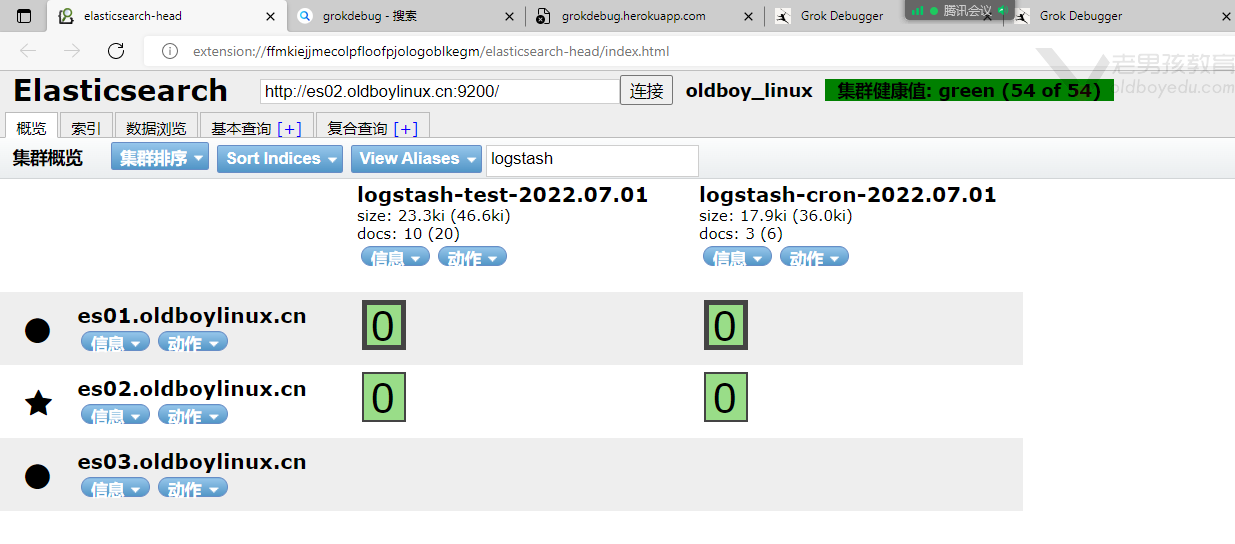 elasticsearch-head
grokdebug - 搜索
grokdebug.herokuapp.com
Grok Debugger
腾讯会议
Grok Debugger
extension://ffmkiejjmecolpfloofpjologoblkegm/elasticsearch-head/index.html
老男孩教育
oldboyedu.com
Elasticsearch
http://es02.oldboylinux.cn:9200/
连接
oldboy_linux
集群健康值: green (54 of 54)
概览
索引
数据浏览
基本查询 [+]
复合查询 [+]
集群概览
集群排序
Sort Indices
View Aliases
logstash
logstash-test-2022.07.01
size: 23.3ki (46.6ki)
docs: 10 (20)
信息
动作
logstash-cron-2022.07.01
size: 17.9ki (36.0ki)
docs: 3 (6)
信息
动作
es01.oldboylinux.cn
信息
动作
0
0
es02.oldboylinux.cn
信息
动作
0
0
es03.oldboylinux.cn
信息
动作